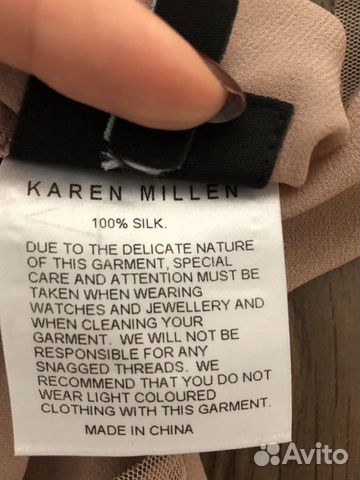 KAREN MILLEN
100% SILK.
DUE TO THE DELICATE NATURE
OF THIS GARMENT, SPECIAL
CARE AND ATTENTION MUST BE
TAKEN WHEN WEARING
WATCHES AND JEWELLERY AND
WHEN CLEANING YOUR
GARMENT. WE WILL NOT BE
RESPONSIBLE FOR ANY
SNAGGED THREADS. WE
RECOMMEND THAT YOU DO NOT
WEAR LIGHT COLOURED
CLOTHING WITH THIS GARMENT.
MADE IN CHINA
Avito